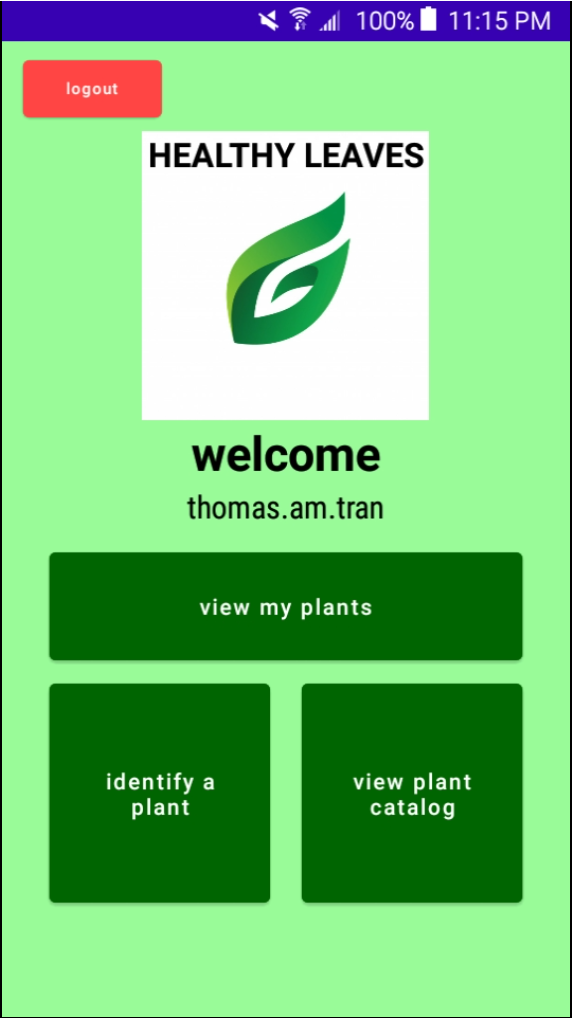 100% 11:15 PM
logout
HEALTHY LEAVES
welcome
thomas.am.tran
view my plants
identify a
plant
view plant
catalog